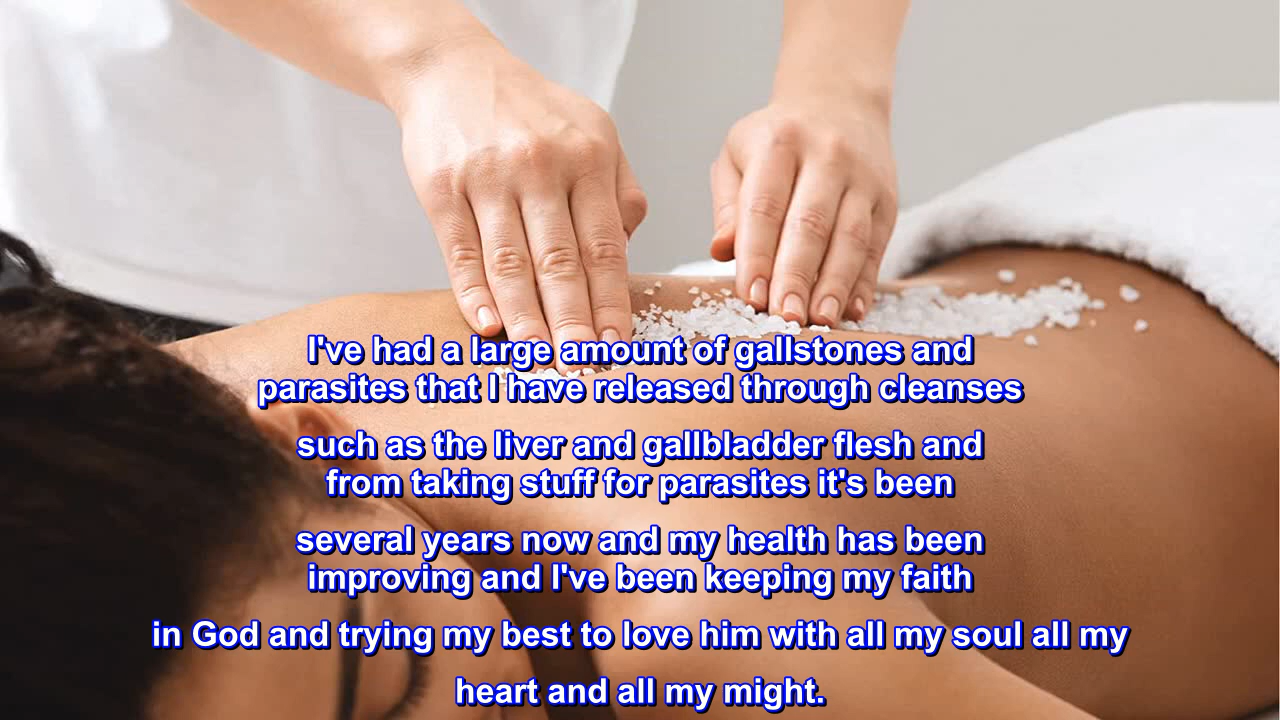 I've had a large amount of gallstones and
parasites that I have released through cleanses
such as the liver and gallbladder flesh and
from taking stuff for parasites it's been
several years now and my health has been
improving and I've been keeping my faith
in God and trying my best to love him with all my soul all my
heart and all my might.